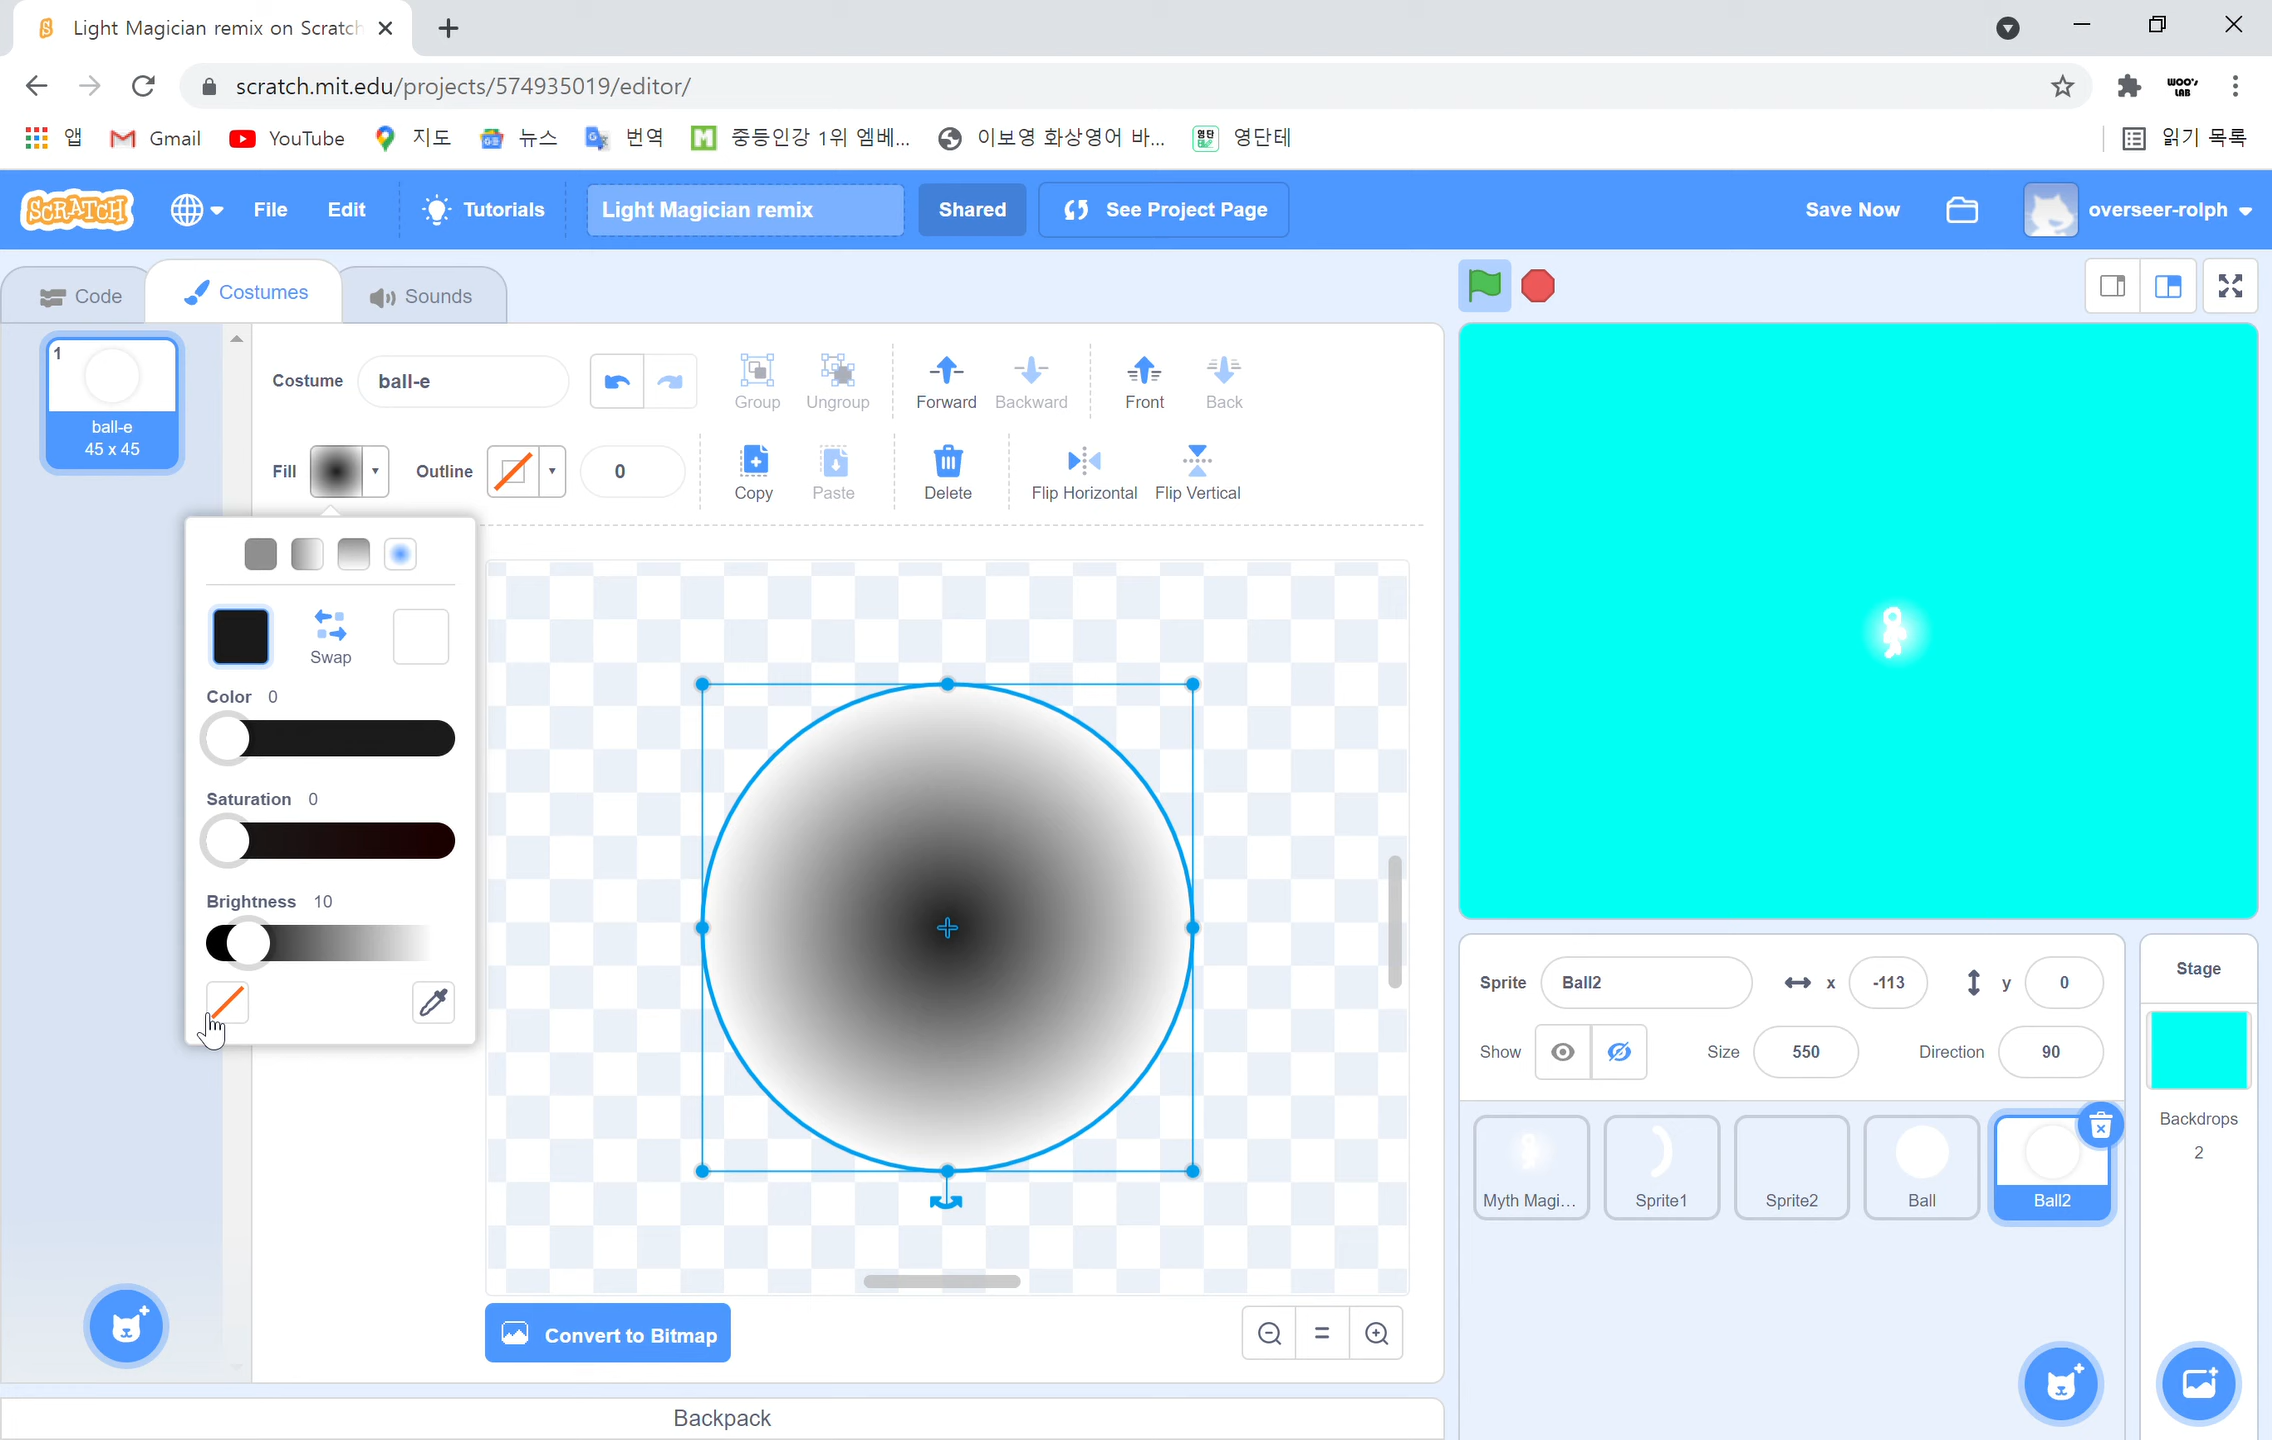 Light Magician remix on Scratch
scratch.mit.edu/projects/574935019/editor/
WOO'S LAB
앱 Gmail YouTube 지도 뉴스 번역 중등인강 1위 엠베... 이보영 화상영어 바... 영단테 읽기 목록
SCRATCH File Edit Tutorials Light Magician remix Shared See Project Page Save Now overseer-rolph
Code Costumes Sounds
1
ball-e
45 x 45
Costume ball-e Group Ungroup Forward Backward Front Back
Fill Outline 0 Copy Paste Delete Flip Horizontal Flip Vertical
Swap
Color 0
Saturation 0
Brightness 10
Convert to Bitmap
Backpack
Sprite Ball2 x -113 y 0
Show Size 550 Direction 90
Myth Magi... Sprite1 Sprite2 Ball Ball2
Stage
Backdrops
2